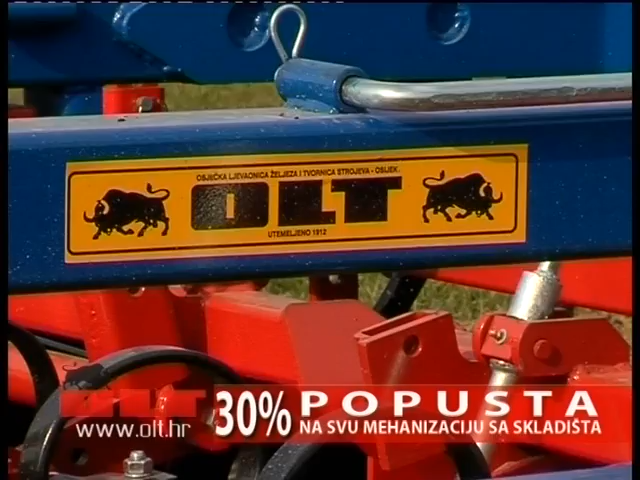 OSJEČKA LJEVAONICA ŽELJEZA I TVORNICA STROJEVA - OSIJEK
OLT
UTEMELJENO 1912
OLT
www.olt.hr
30% POPUSTA
NA SVU MEHANIZACIJU SA SKLADIŠTA